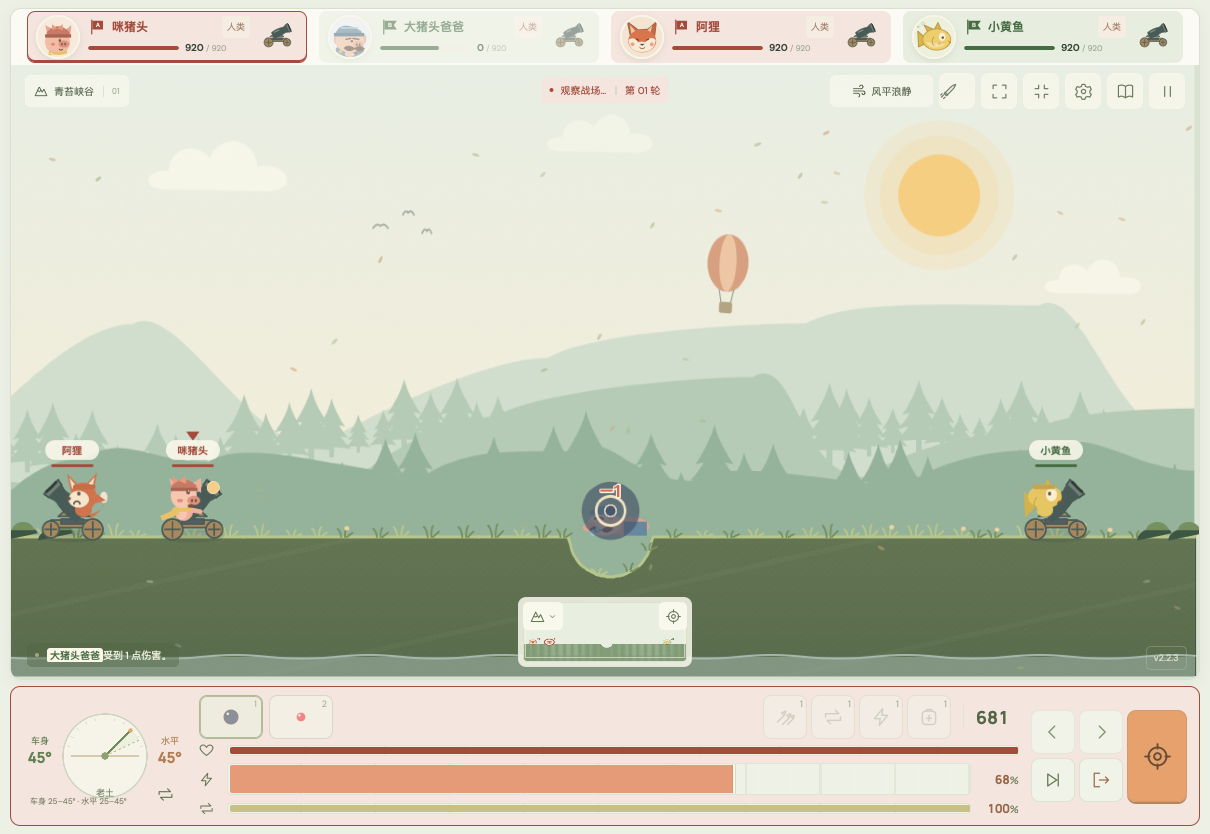 咪猪头
人类
920 / 920
大猪头爸爸
人类
0 / 920
阿狸
人类
920 / 920
小黄鱼
人类
920 / 920
青苔峡谷 01
观察战场... 第 01 轮
风平浪静
阿狸
咪猪头
小黄鱼
-1
大猪头爸爸 受到 1 点伤害。
v2.2.3
车身
45°
水平
45°
老土
车身 25–45° · 水平 25–45°
1
2
1
1
1
1
681
68%
100%